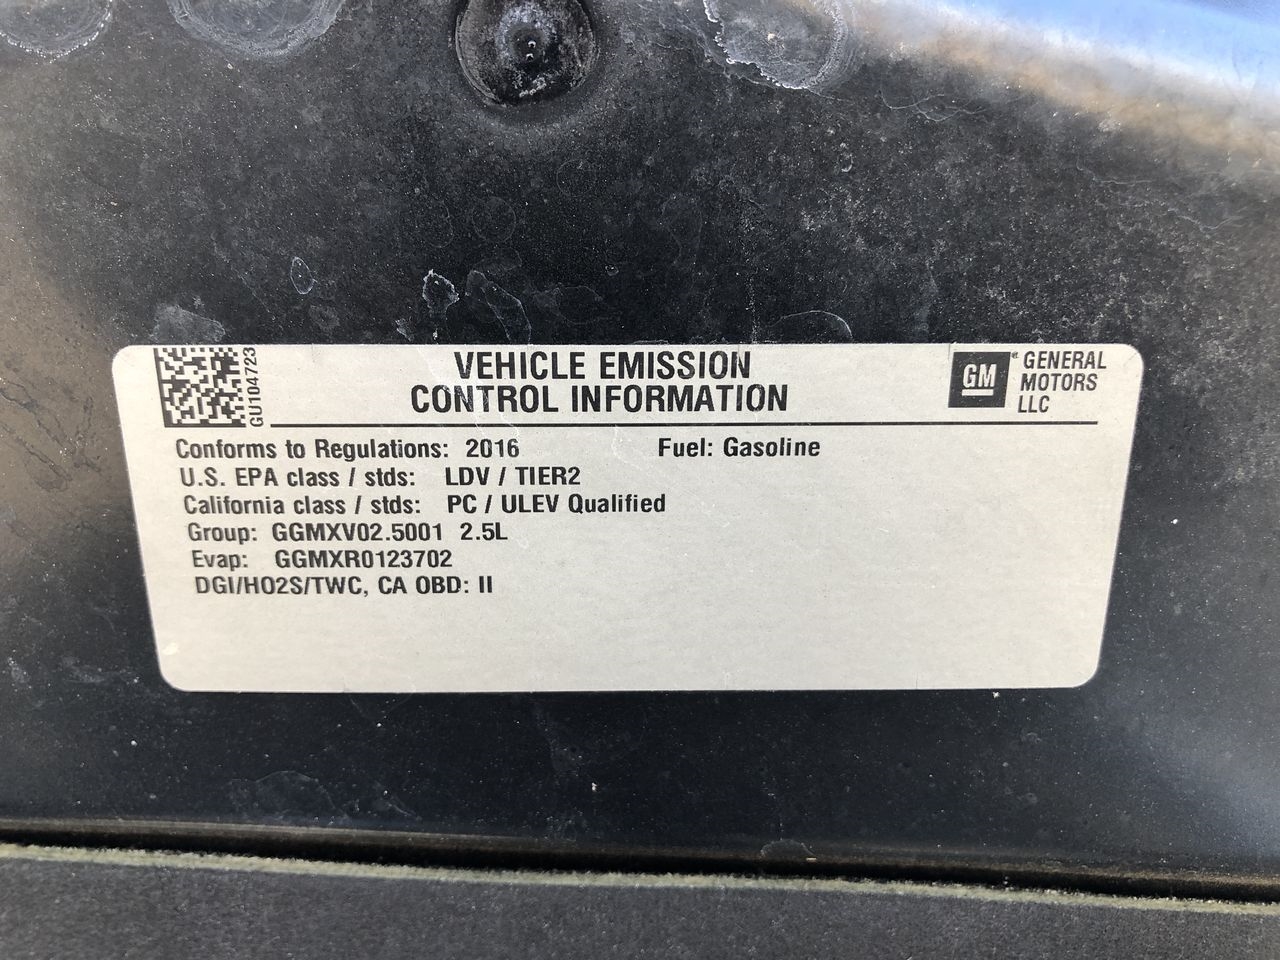 GU104723
VEHICLE EMISSION
CONTROL INFORMATION
GM
GENERAL
MOTORS
LLC
Conforms to Regulations: 2016 Fuel: Gasoline
U.S. EPA class / stds: LDV / TIER2
California class / stds: PC / ULEV Qualified
Group: GGMXV02.5001 2.5L
Evap: GGMXR0123702
DGI/HO2S/TWC, CA OBD: II